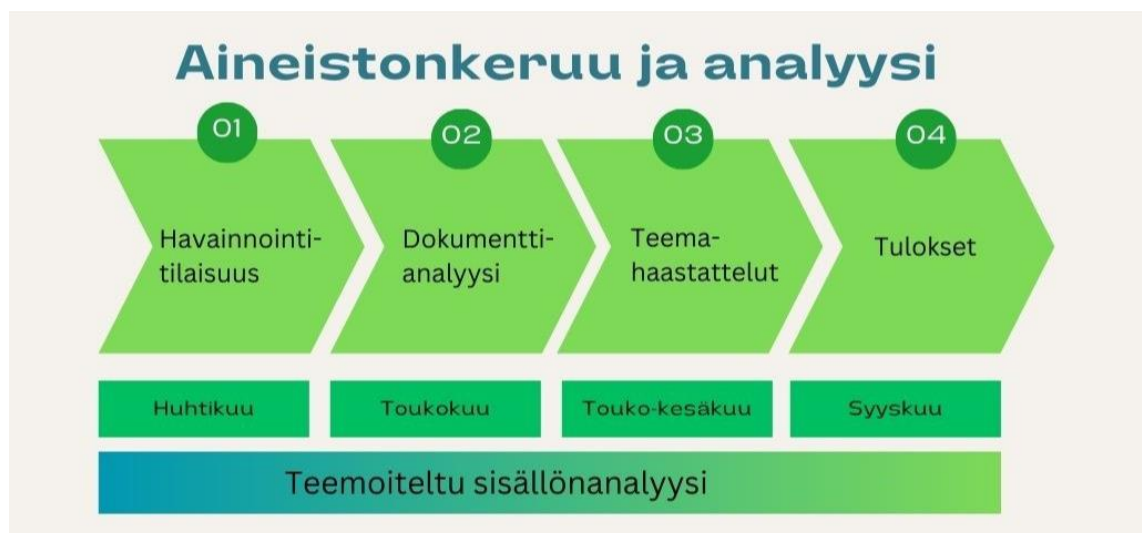 Aineistonkeruu ja analyysi
01
02
03
04
Havainnointi-
tilaisuus
Dokumentti-
analyysi
Teema-
haastattelut
Tulokset
Huhtikuu
Toukokuu
Touko-kesäkuu
Syyskuu
Teemoiteltu sisällönanalyysi